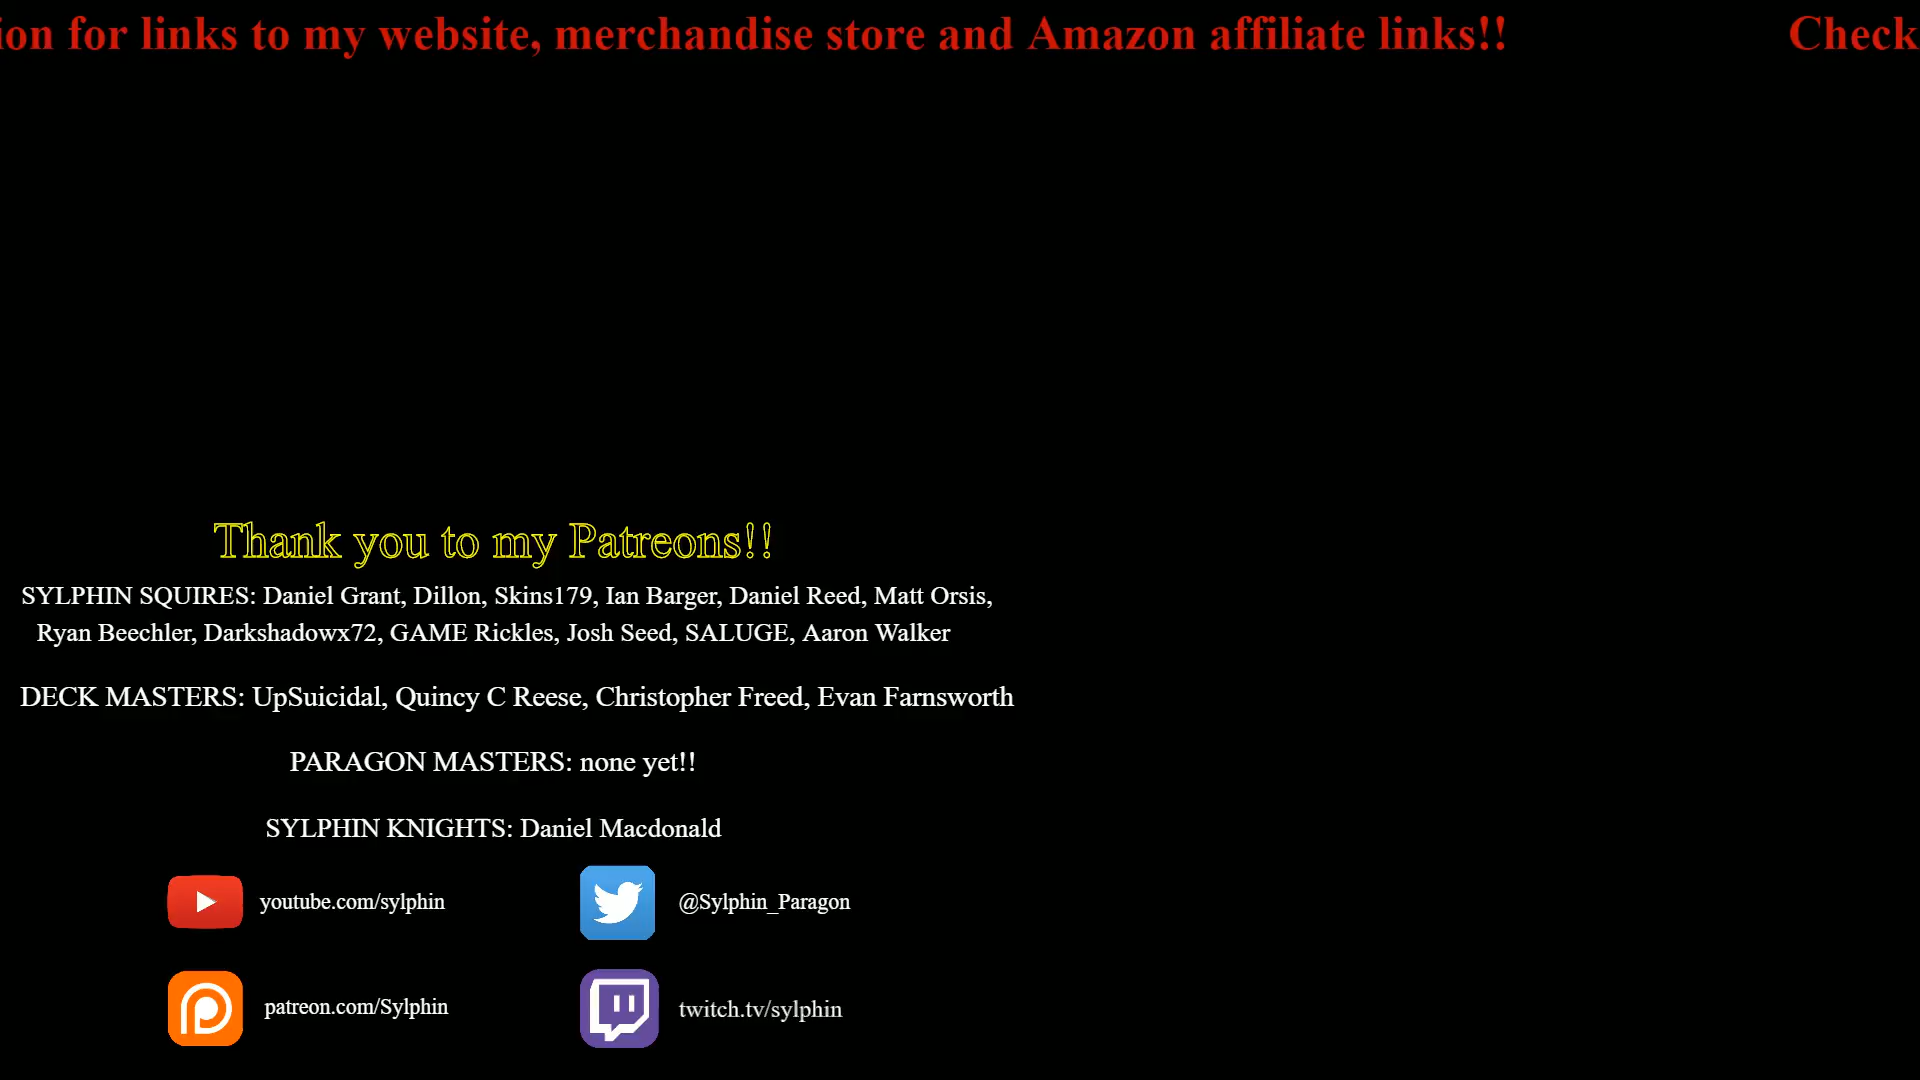 for links to my website, merchandise store and Amazon affiliate links!! Check
Thank you to my Patreons!!
SYLPHIN SQUIRES: Daniel Grant, Dillon, Skins179, Ian Barger, Daniel Reed, Matt Orsis,
Ryan Beechler, Darkshadowx72, GAME Rickles, Josh Seed, SALUGE, Aaron Walker
DECK MASTERS: UpSuicidal, Quincy C Reese, Christopher Freed, Evan Farnsworth
PARAGON MASTERS: none yet!!
SYLPHIN KNIGHTS: Daniel Macdonald
youtube.com/sylphin
@Sylphin_Paragon
patreon.com/Sylphin
twitch.tv/sylphin